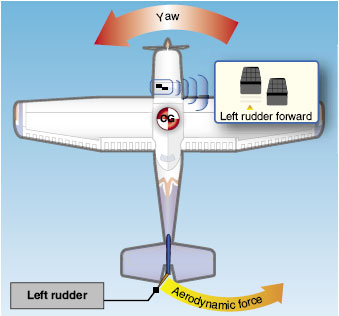 Yaw
CG
Left rudder forward
Left rudder
Aerodynamic force